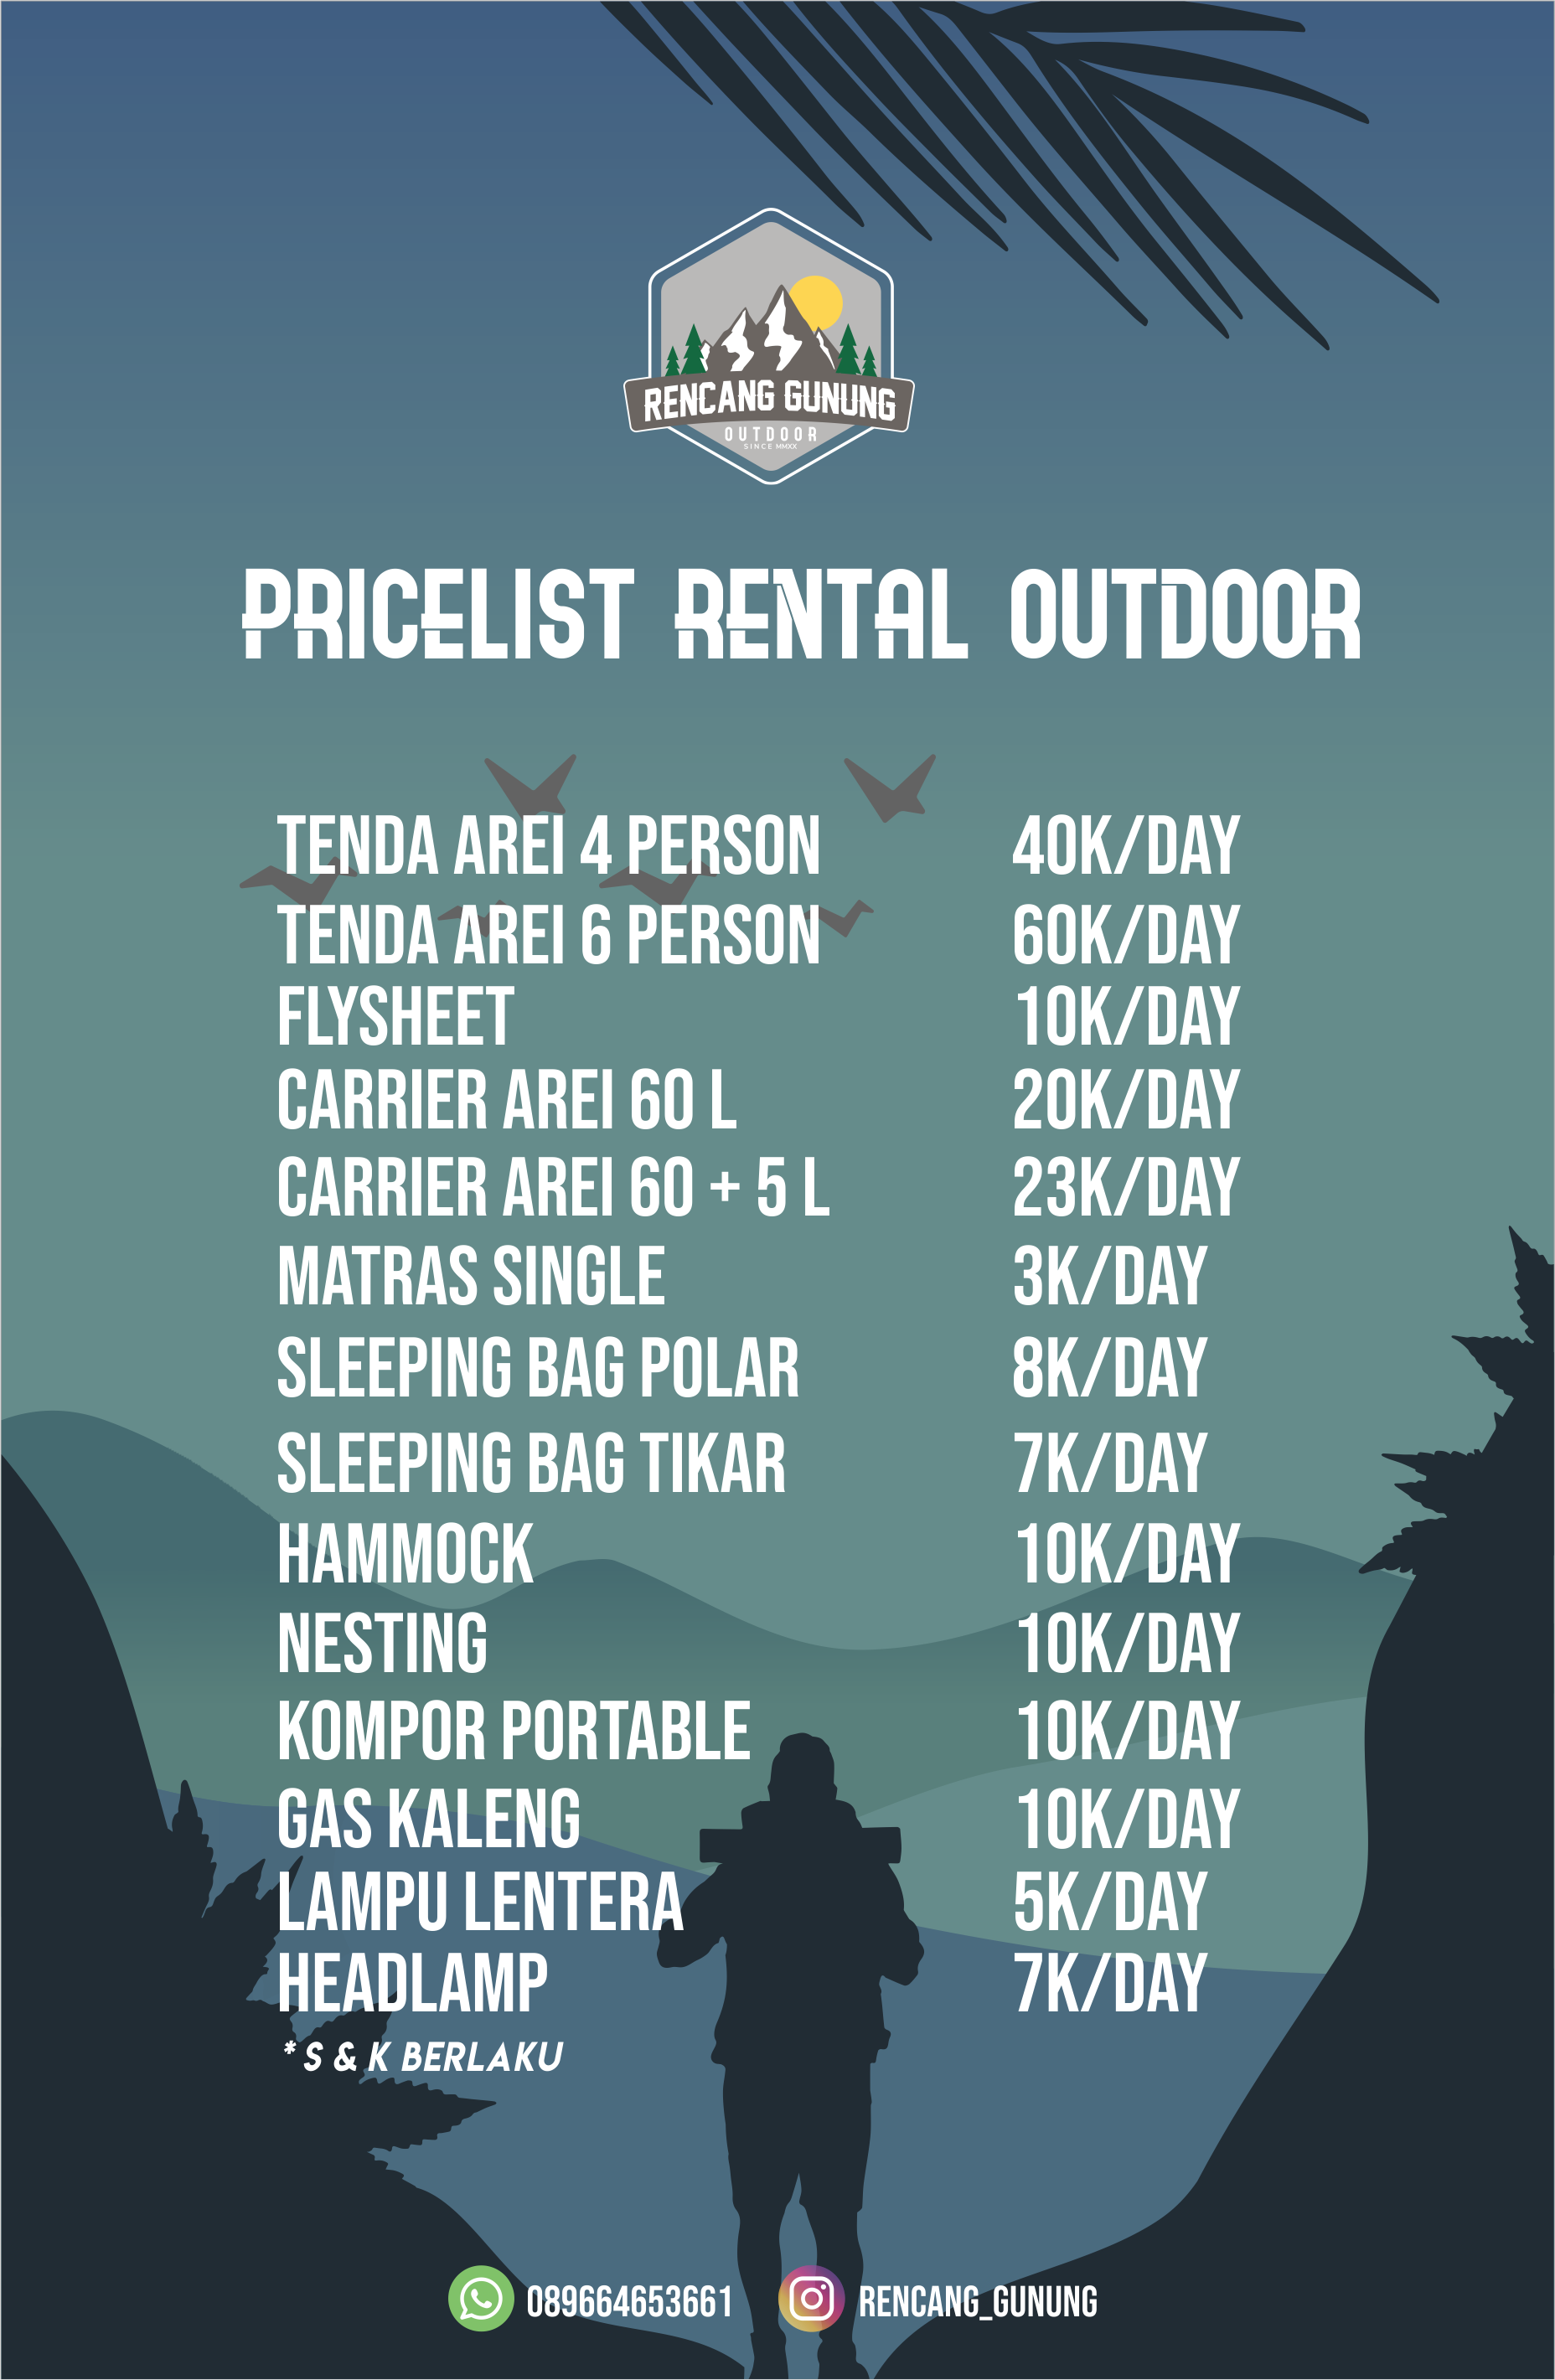 RENCANG GUNUNG
OUTDOOR
SINCE MMXX
PRICELIST RENTAL OUTDOOR
TENDA AREI 4 PERSON 40K/DAY
TENDA AREI 6 PERSON 60K/DAY
FLYSHEET 10K/DAY
CARRIER AREI 60 L 20K/DAY
CARRIER AREI 60 + 5 L 23K/DAY
MATRAS SINGLE 3K/DAY
SLEEPING BAG POLAR 8K/DAY
SLEEPING BAG TIKAR 7K/DAY
HAMMOCK 10K/DAY
NESTING 10K/DAY
KOMPOR PORTABLE 10K/DAY
GAS KALENG 10K/DAY
LAMPU LENTERA 5K/DAY
HEADLAMP 7K/DAY
* S & K BERLAKU
089664653661 RENCANG_GUNUNG